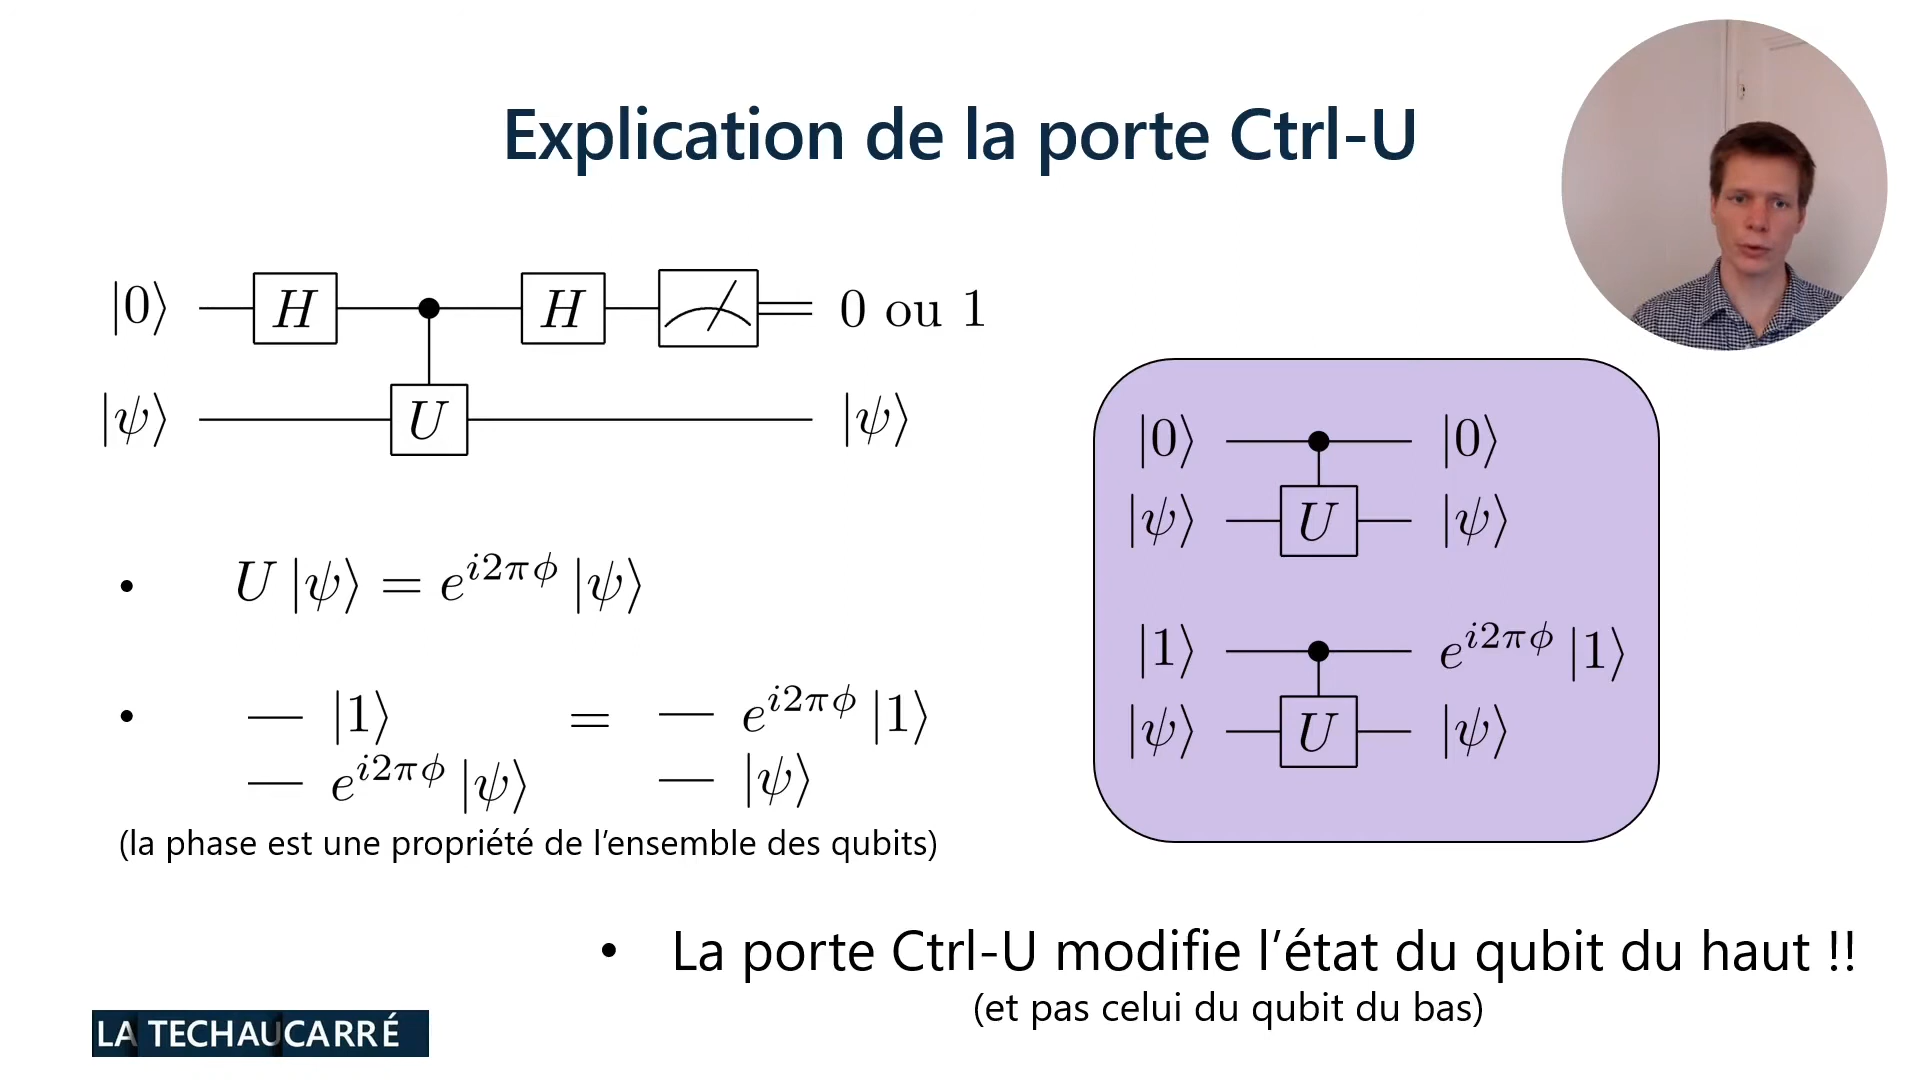 Explication de la porte Ctrl-U
|0⟩ H H 0 ou 1
|ψ⟩ U |ψ⟩
|0⟩ |0⟩
|ψ⟩ U |ψ⟩
|1⟩ e^{i2πϕ} |1⟩
|ψ⟩ U |ψ⟩
• U |ψ⟩ = e^{i2πϕ} |ψ⟩
• — |1⟩ = — e^{i2πϕ} |1⟩
— e^{i2πϕ} |ψ⟩ — |ψ⟩
(la phase est une propriété de l’ensemble des qubits)
• La porte Ctrl-U modifie l’état du qubit du haut !!
(et pas celui du qubit du bas)
LA TECHAUCARRÉ